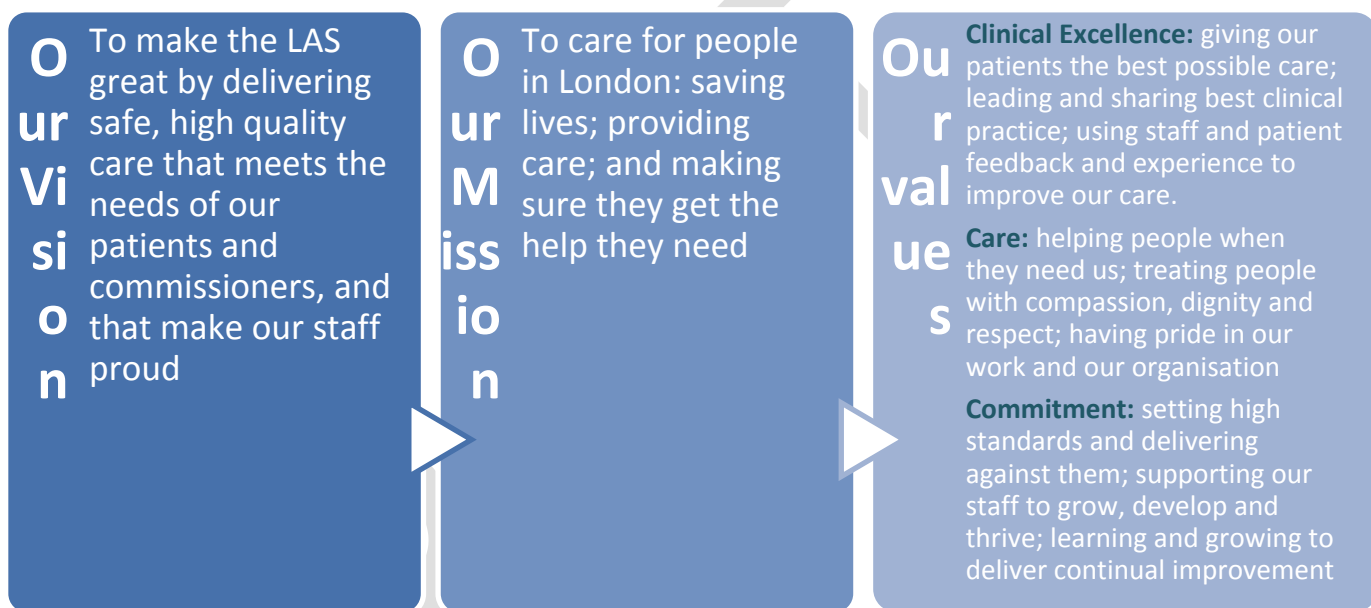 O
ur
Vi
si
o
n
To make the LAS
great by delivering
safe, high quality
care that meets the
needs of our
patients and
commissioners, and
that make our staff
proud
O
ur
M
iss
io
n
To care for people
in London: saving
lives; providing
care; and making
sure they get the
help they need
Ou
r
val
ue
s
Clinical Excellence: giving our
patients the best possible care;
leading and sharing best clinical
practice; using staff and patient
feedback and experience to
improve our care.
Care: helping people when
they need us; treating people
with compassion, dignity and
respect; having pride in our
work and our organisation
Commitment: setting high
standards and delivering
against them; supporting our
staff to grow, develop and
thrive; learning and growing to
deliver continual improvement